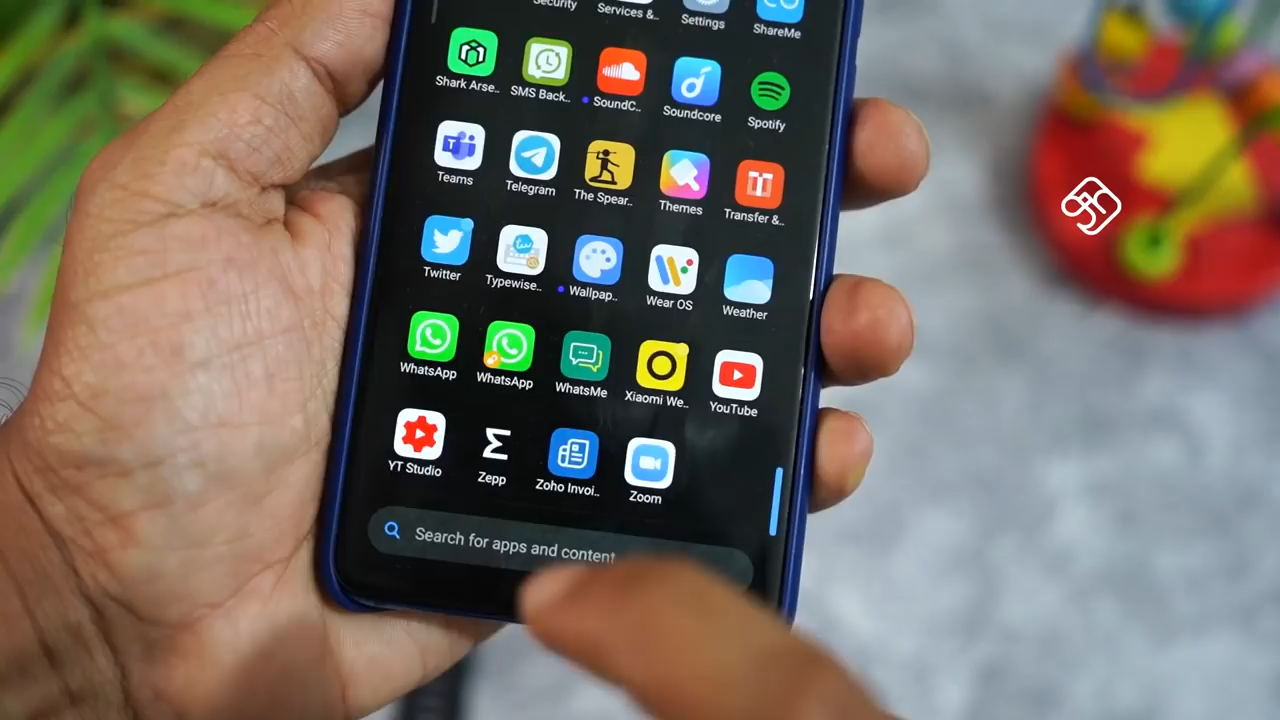 Security Services &.. Settings ShareMe
Shark Arse.. SMS Back.. SoundC.. Soundcore Spotify
Teams Telegram The Spear.. Themes Transfer &..
Twitter Typewise.. Wallpap.. Wear OS Weather
WhatsApp WhatsApp WhatsMe Xiaomi We.. YouTube
YT Studio Zepp Zoho Invoi.. Zoom
Search for apps and content